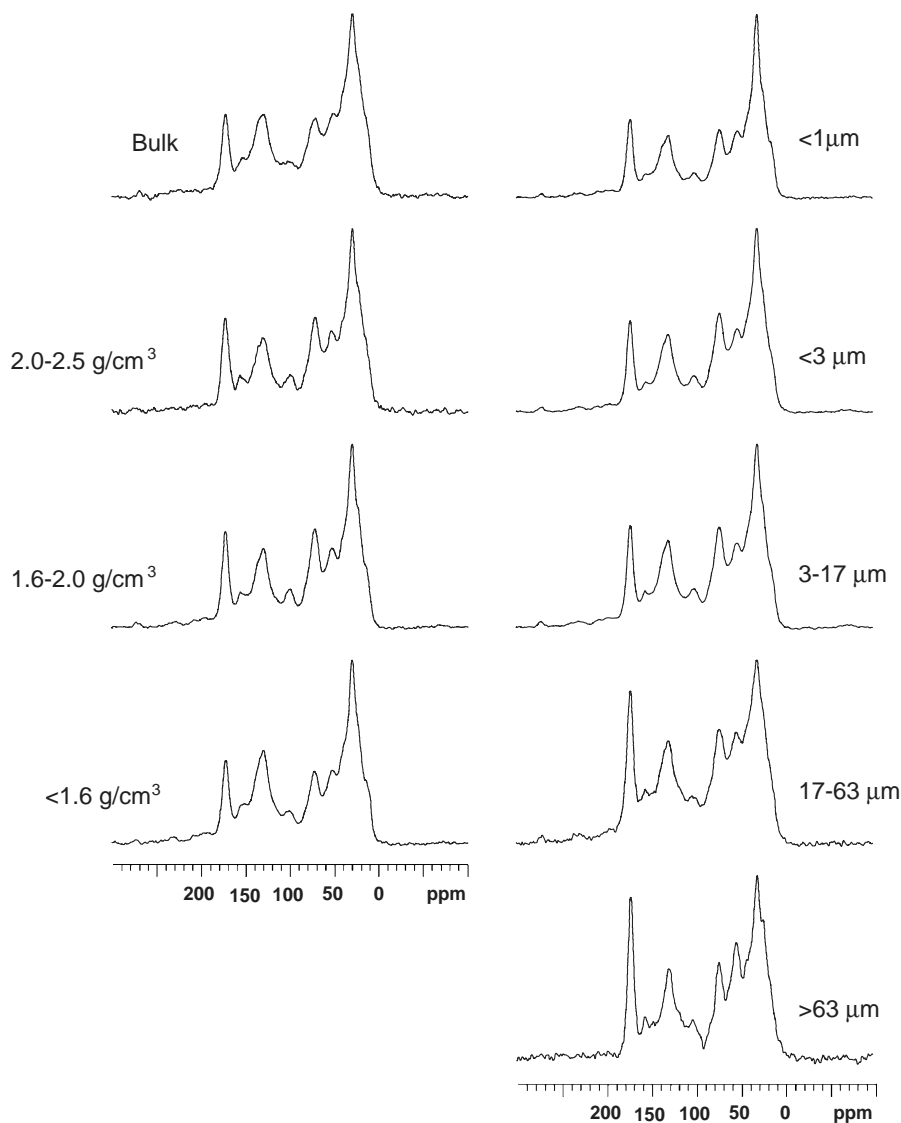 Bulk
2.0-2.5 g/cm³
1.6-2.0 g/cm³
<1.6 g/cm³
200 150 100 50 0 ppm
<1µm
<3 µm
3-17 µm
17-63 µm
>63 µm
200 150 100 50 0 ppm